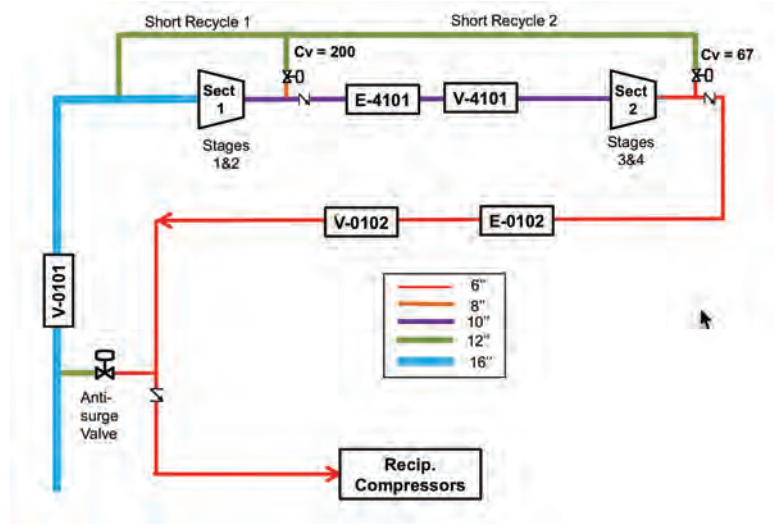 Short Recycle 1
Short Recycle 2
Cv = 200
Cv = 67
Sect
1
E-4101
V-4101
Sect
2
Stages
1&2
Stages
3&4
V-0102
E-0102
V-0101
6"
8"
10"
12"
16"
Anti-
surge
Valve
Recip.
Compressors